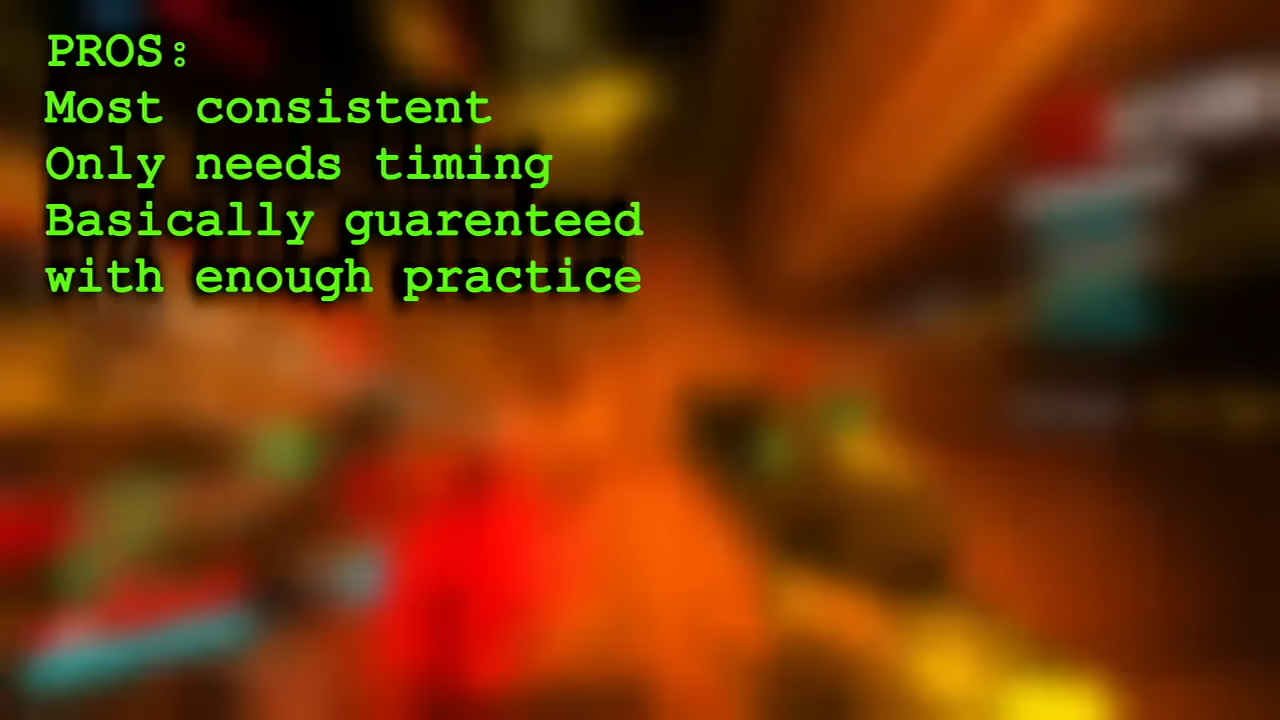 PROS:
Most consistent
Only needs timing
Basically guarenteed
with enough practice